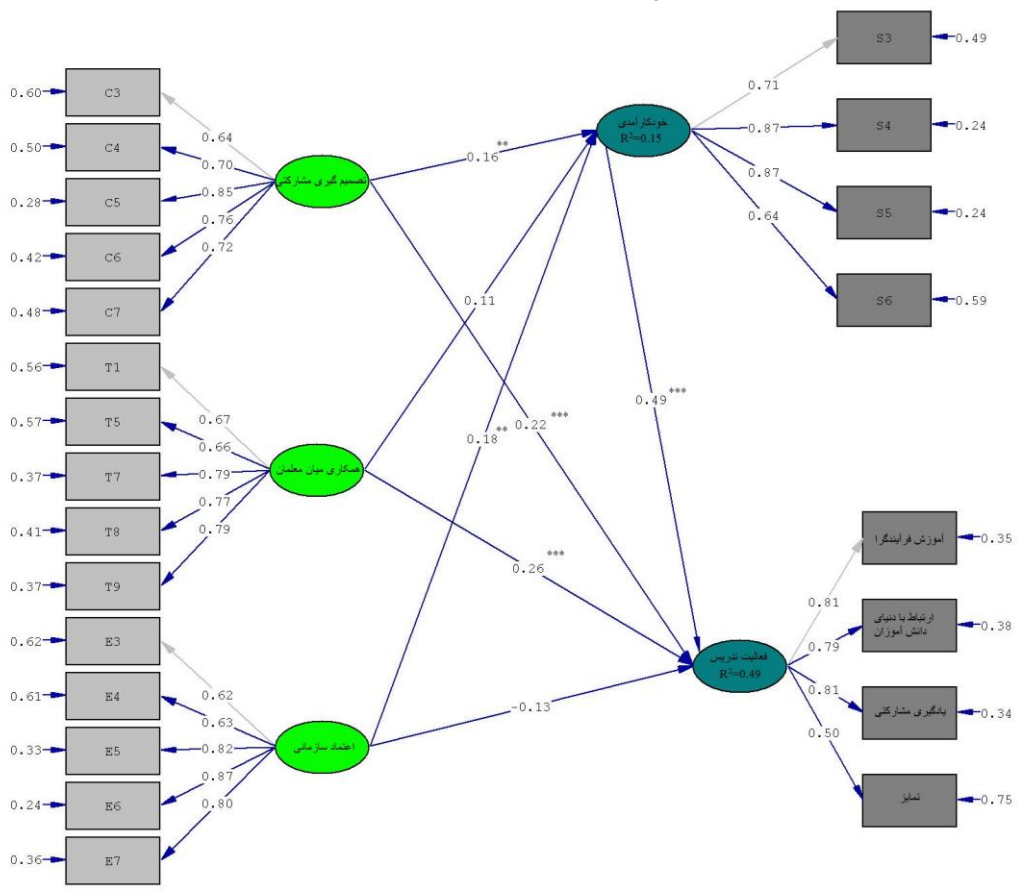 0.60
C3
0.50
C4
0.28
C5
0.42
C6
0.48
C7
0.56
T1
0.57
T5
0.37
T7
0.41
T8
0.37
T9
0.62
E3
0.61
E4
0.33
E5
0.24
E6
0.36
E7
0.64
0.70
0.85
0.76
0.72
0.67
0.66
0.79
0.77
0.79
0.62
0.63
0.82
0.87
0.80
تصمیم گیری مشارکتی
همکاری میان معلمان
اعتماد سازمانی
0.16**
0.11
0.18**
0.22***
0.26***
-0.13
0.49***
خودکارآمدی
R²=0.15
فعالیت تدریس
R²=0.49
0.71
0.87
0.87
0.64
S3
0.49
S4
0.24
S5
0.24
S6
0.59
0.81
0.79
0.81
0.50
آموزش فرآیندگرا
0.35
ارتباط با دنیای
دانش آموزان
0.38
یادگیری مشارکتی
0.34
تمایز
0.75